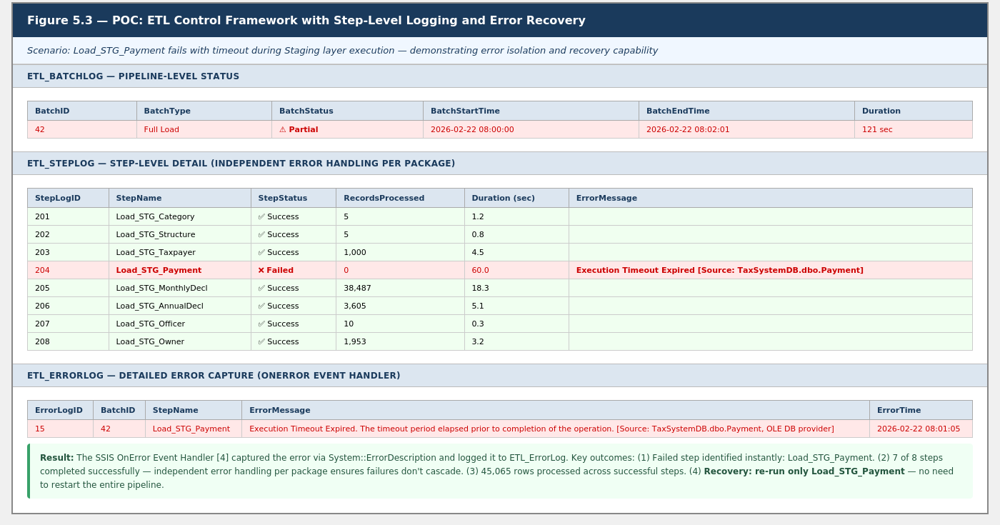 Figure 5.3 — POC: ETL Control Framework with Step-Level Logging and Error Recovery
Scenario: Load_STG_Payment fails with timeout during Staging layer execution — demonstrating error isolation and recovery capability
ETL_BATCHLOG — PIPELINE-LEVEL STATUS
BatchID BatchType BatchStatus BatchStartTime BatchEndTime Duration
42 Full Load ⚠ Partial 2026-02-22 08:00:00 2026-02-22 08:02:01 121 sec
ETL_STEPLOG — STEP-LEVEL DETAIL (INDEPENDENT ERROR HANDLING PER PACKAGE)
StepLogID StepName StepStatus RecordsProcessed Duration (sec) ErrorMessage
201 Load_STG_Category ✅ Success 5 1.2
202 Load_STG_Structure ✅ Success 5 0.8
203 Load_STG_Taxpayer ✅ Success 1,000 4.5
204 Load_STG_Payment ❌ Failed 0 60.0 Execution Timeout Expired [Source: TaxSystemDB.dbo.Payment]
205 Load_STG_MonthlyDecl ✅ Success 38,487 18.3
206 Load_STG_AnnualDecl ✅ Success 3,605 5.1
207 Load_STG_Officer ✅ Success 10 0.3
208 Load_STG_Owner ✅ Success 1,953 3.2
ETL_ERRORLOG — DETAILED ERROR CAPTURE (ONERROR EVENT HANDLER)
ErrorLogID BatchID StepName ErrorMessage ErrorTime
15 42 Load_STG_Payment Execution Timeout Expired. The timeout period elapsed prior to completion of the operation. [Source: TaxSystemDB.dbo.Payment, OLE DB provider] 2026-02-22 08:01:05
Result: The SSIS OnError Event Handler [4] captured the error via System::ErrorDescription and logged it to ETL_ErrorLog. Key outcomes: (1) Failed step identified instantly: Load_STG_Payment. (2) 7 of 8 steps
completed successfully — independent error handling per package ensures failures don't cascade. (3) 45,065 rows processed across successful steps. (4) Recovery: re-run only Load_STG_Payment — no need
to restart the entire pipeline.